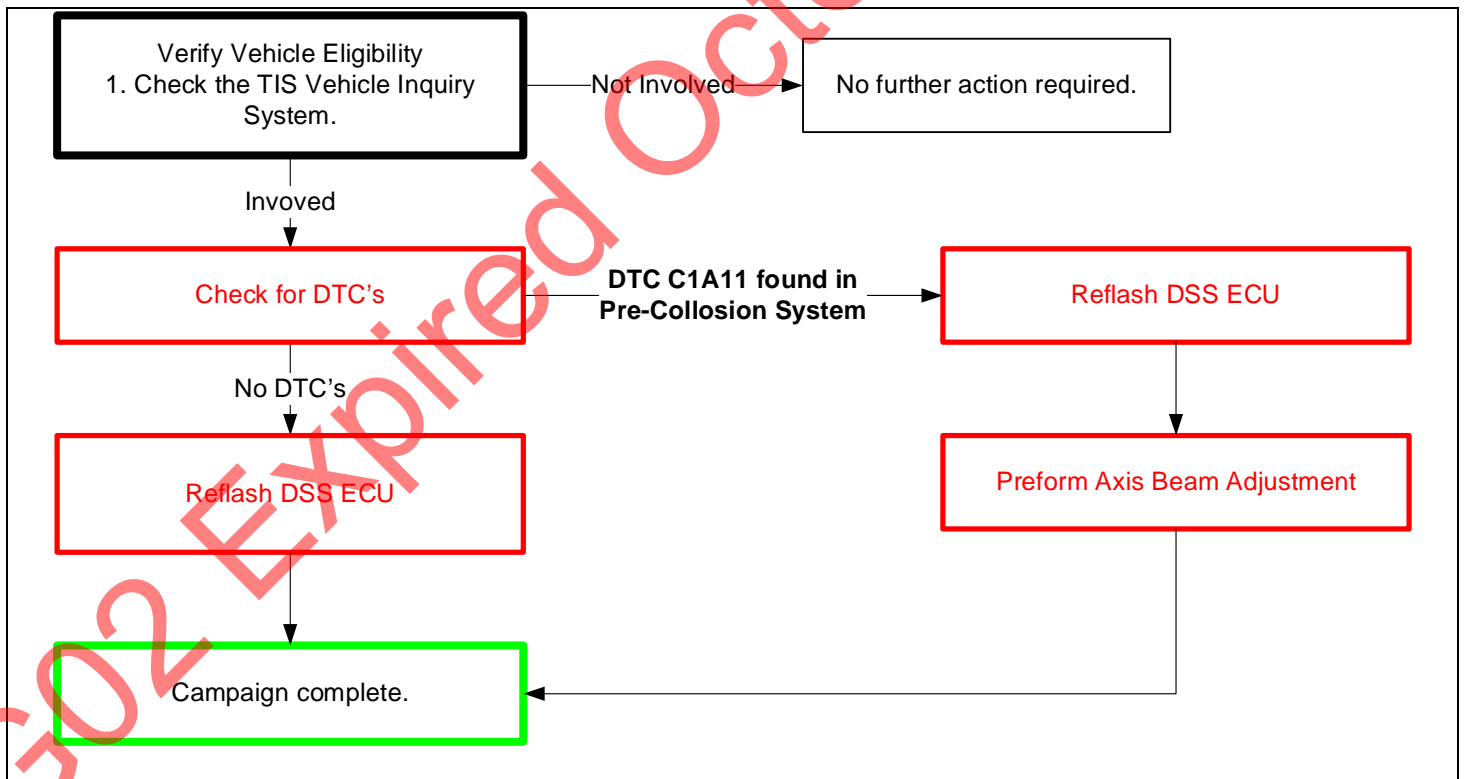 Verify Vehicle Eligibility
1. Check the TIS Vehicle Inquiry
System.
Not Involved
No further action required.
Invoved
Check for DTC’s
DTC C1A11 found in
Pre-Collosion System
Reflash DSS ECU
No DTC’s
Reflash DSS ECU
Preform Axis Beam Adjustment
Campaign complete.
G02 Expired Octo